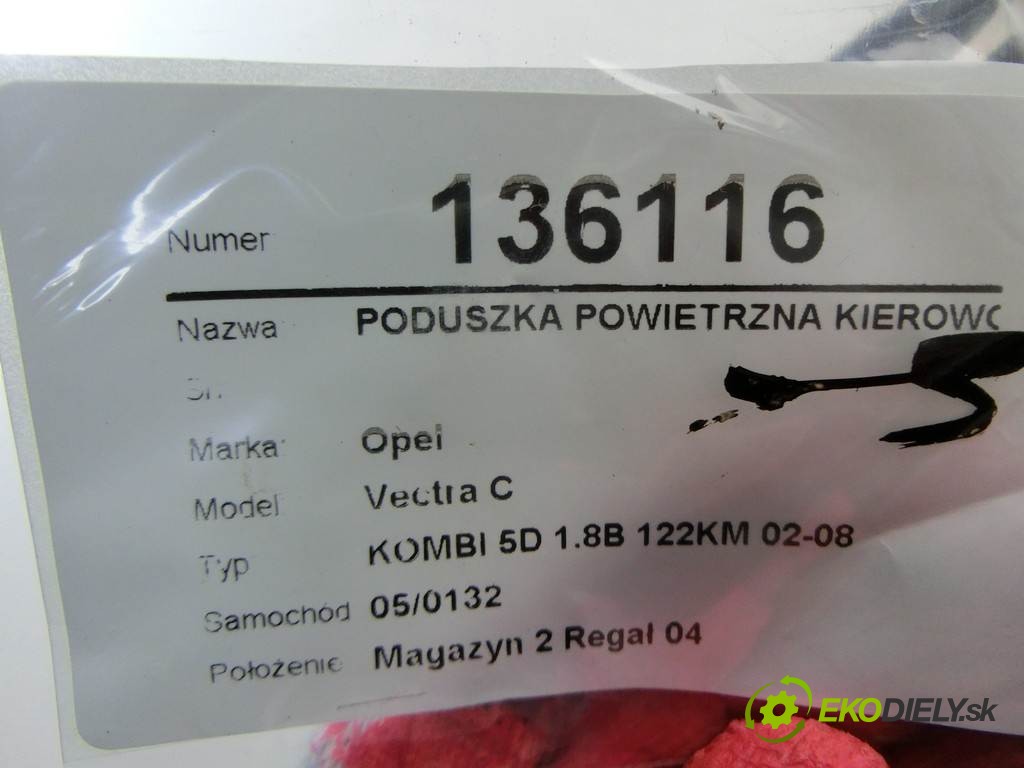 Numer 136116
Nazwa PODUSZKA POWIETRZNA KIEROWC
Marka: Opel
Model Vectra C
Typ KOMBI 5D 1.8B 122KM 02-08
Samochód 05/0132
Położenie Magazyn 2 Regał 04
EKODIELY.sk